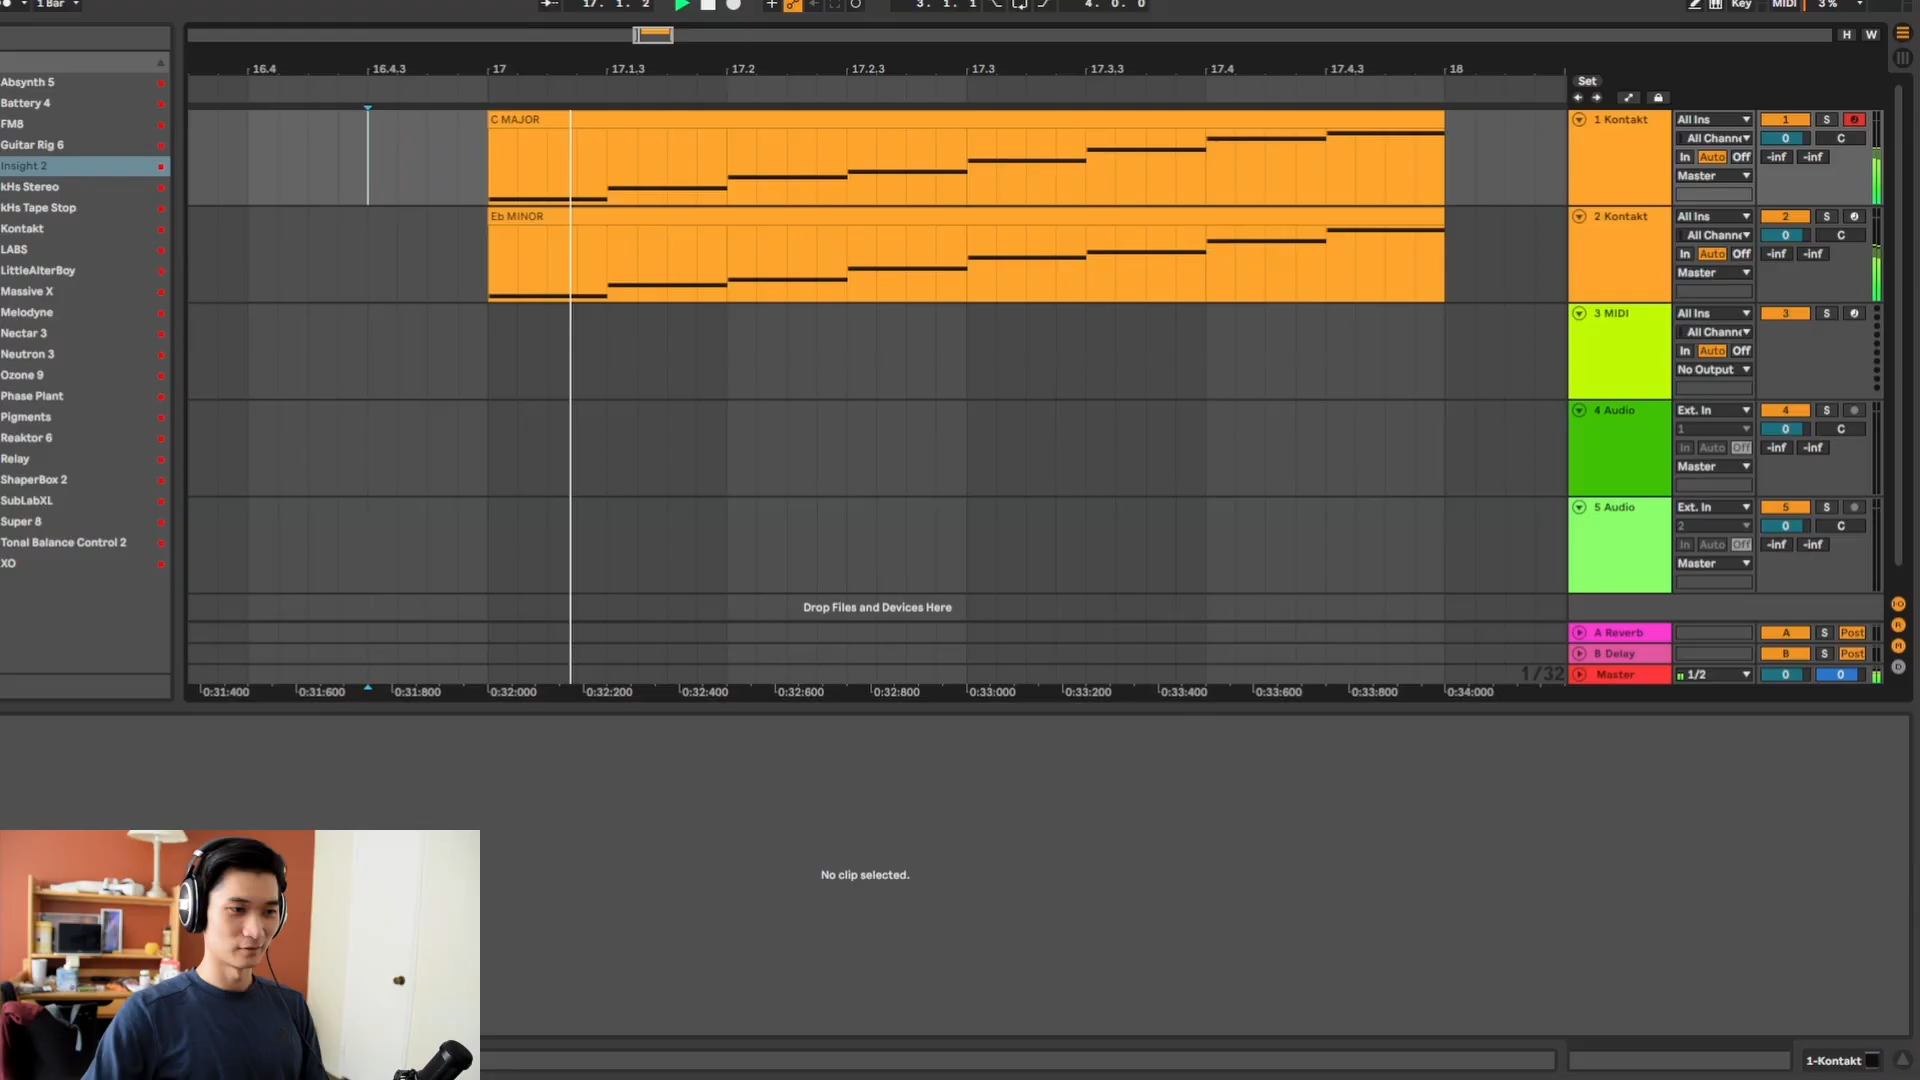 1 Bar
17. 1. 2
3. 1. 1
4. 0. 0
Key
MIDI
3 %
H W
16.4 16.4.3 17 17.1.3 17.2 17.2.3 17.3 17.3.3 17.4 17.4.3 18
Set
Absynth 5
Battery 4
FM8
Guitar Rig 6
Insight 2
kHs Stereo
kHs Tape Stop
Kontakt
LABS
LittleAlterBoy
Massive X
Melodyne
Nectar 3
Neutron 3
Ozone 9
Phase Plant
Pigments
Reaktor 6
Relay
ShaperBox 2
SubLabXL
Super 8
Tonal Balance Control 2
XO
C MAJOR
Eb MINOR
Drop Files and Devices Here
1/32
0:31:400 0:31:600 0:31:800 0:32:000 0:32:200 0:32:400 0:32:600 0:32:800 0:33:000 0:33:200 0:33:400 0:33:600 0:33:800 0:34:000
1 Kontakt All Ins 1 S
All Channe 0 C
In Auto Off -inf -inf
Master
2 Kontakt All Ins 2 S
All Channe 0 C
In Auto Off -inf -inf
Master
3 MIDI All Ins 3 S
All Channe
In Auto Off
No Output
4 Audio Ext. In 4 S
1 0 C
In Auto Off -inf -inf
Master
5 Audio Ext. In 5 S
2 0 C
In Auto Off -inf -inf
Master
A Reverb A S Post
B Delay B S Post
Master 1/2 0 0
IO
R
M
D
No clip selected.
1-Kontakt